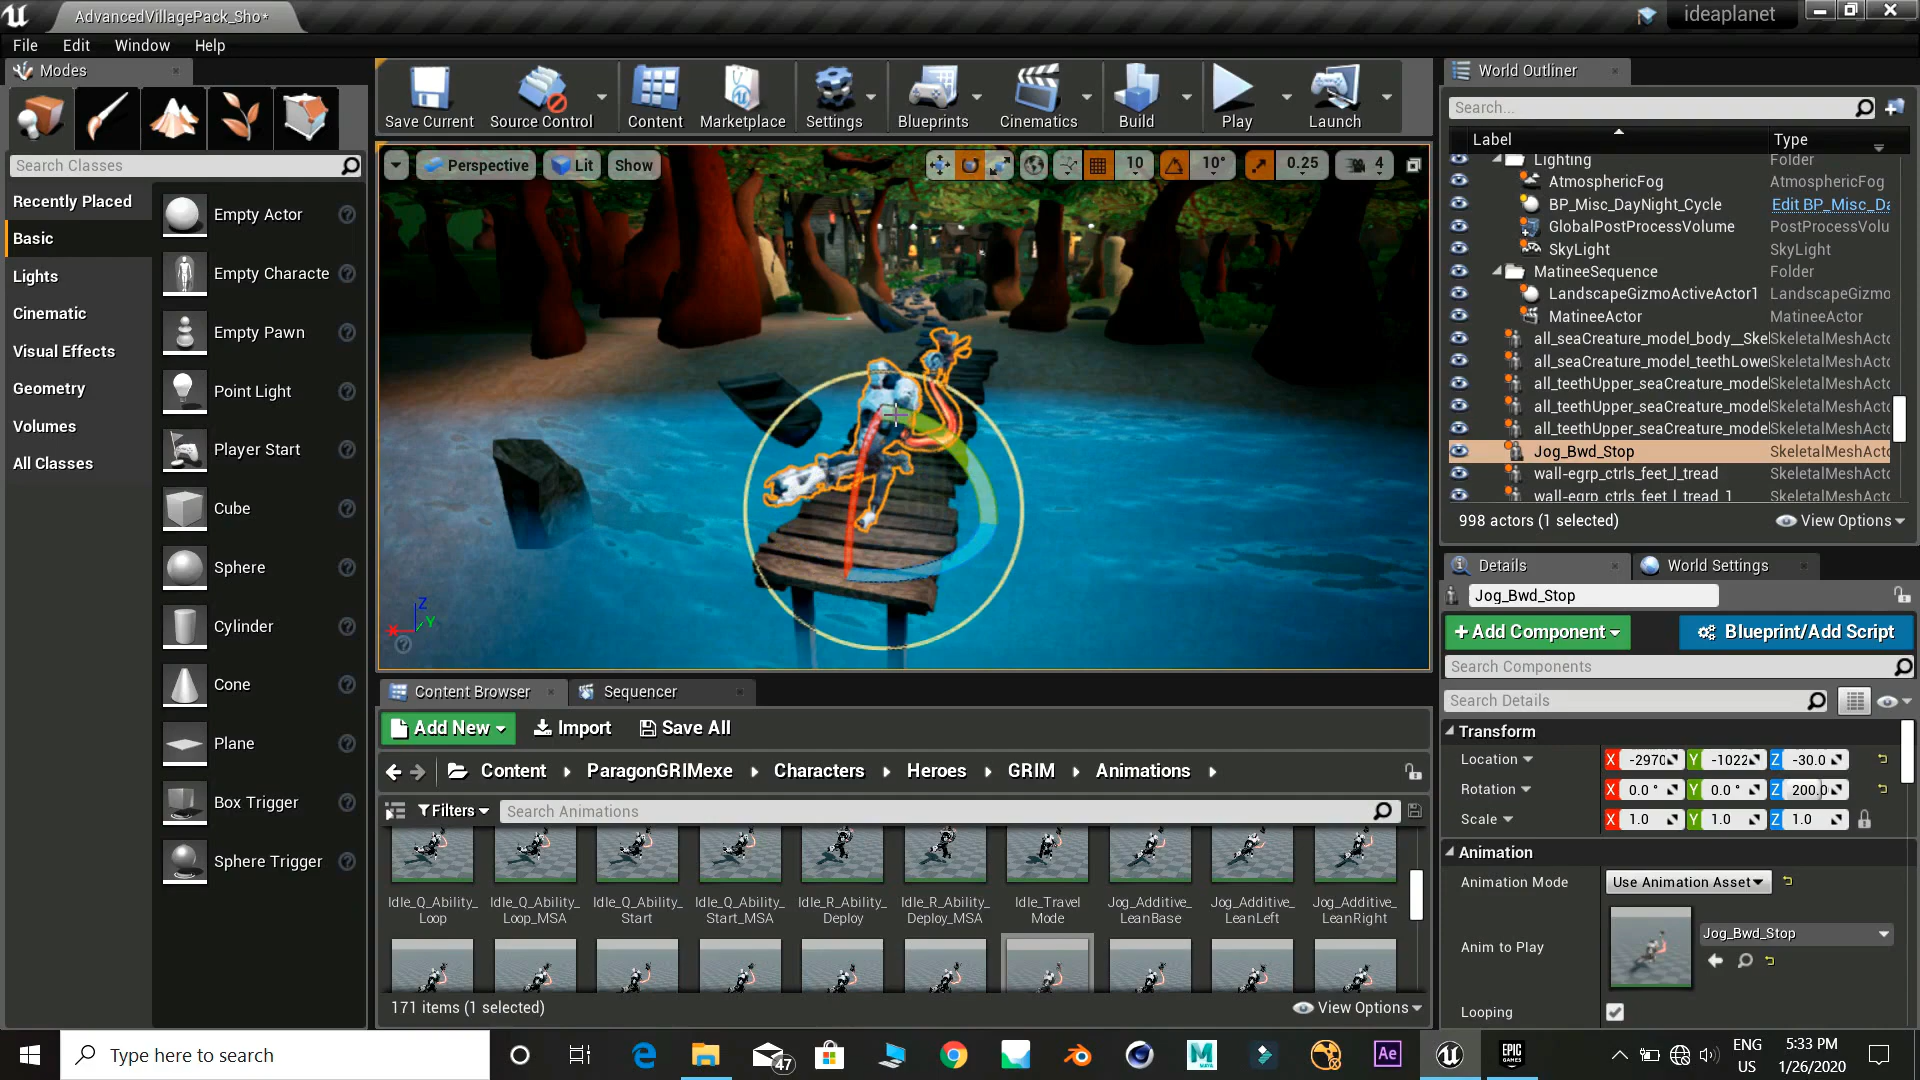 AdvancedVillagePack_Sho*
ideaplanet
File Edit Window Help
Modes
Search Classes
Recently Placed
Basic
Lights
Cinematic
Visual Effects
Geometry
Volumes
All Classes
Empty Actor
Empty Characte
Empty Pawn
Point Light
Player Start
Cube
Sphere
Cylinder
Cone
Plane
Box Trigger
Sphere Trigger
Save Current Source Control Content Marketplace Settings Blueprints Cinematics Build Play Launch
Perspective Lit Show 10 10° 0.25 4
Z
X Y
Content Browser Sequencer
Add New Import Save All
Content ParagonGRIMexe Characters Heroes GRIM Animations
Filters Search Animations
Idle_Q_Ability_
Loop
Idle_Q_Ability_
Loop_MSA
Idle_Q_Ability_
Start
Idle_Q_Ability_
Start_MSA
Idle_R_Ability_
Deploy
Idle_R_Ability_
Deploy_MSA
Idle_Travel
Mode
Jog_Additive_
LeanBase
Jog_Additive_
LeanLeft
Jog_Additive_
LeanRight
171 items (1 selected) View Options
World Outliner
Search...
Label Type
Lighting Folder
AtmosphericFog AtmosphericFog
BP_Misc_DayNight_Cycle Edit BP_Misc_Da
GlobalPostProcessVolume PostProcessVolu
SkyLight SkyLight
MatineeSequence Folder
LandscapeGizmoActiveActor1 LandscapeGizmo
MatineeActor MatineeActor
all_seaCreature_model_body__Ske SkeletalMeshActo
all_seaCreature_model_teethLowe SkeletalMeshActo
all_teethUpper_seaCreature_mode SkeletalMeshActo
all_teethUpper_seaCreature_mode SkeletalMeshActo
all_teethUpper_seaCreature_mode SkeletalMeshActo
Jog_Bwd_Stop SkeletalMeshActo
wall-egrp_ctrls_feet_l_tread SkeletalMeshActo
wall-egrp_ctrls_feet_l_tread_1 SkeletalMeshActo
998 actors (1 selected) View Options
Details World Settings
Jog_Bwd_Stop
+ Add Component Blueprint/Add Script
Search Components
Search Details
Transform
Location X -2970 Y -1022 Z -30.0
Rotation X 0.0 ° Y 0.0 ° Z 200.0
Scale X 1.0 Y 1.0 Z 1.0
Animation
Animation Mode Use Animation Asset
Anim to Play Jog_Bwd_Stop
Looping
Type here to search
47
Ae
EPIC
GAMES
ENG
US
5:33 PM
1/26/2020